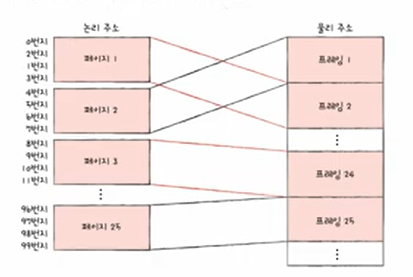 논리 주소
물리 주소
0번지
2번지
1번지
3번지
페이지 1
프레임 1
4번지
5번지
6번지
7번지
페이지 2
프레임 2
⋮
8번지
9번지
10번지
11번지
페이지 3
프레임 24
⋮
96번지
97번지
98번지
99번지
페이지 25
프레임 25
⋮